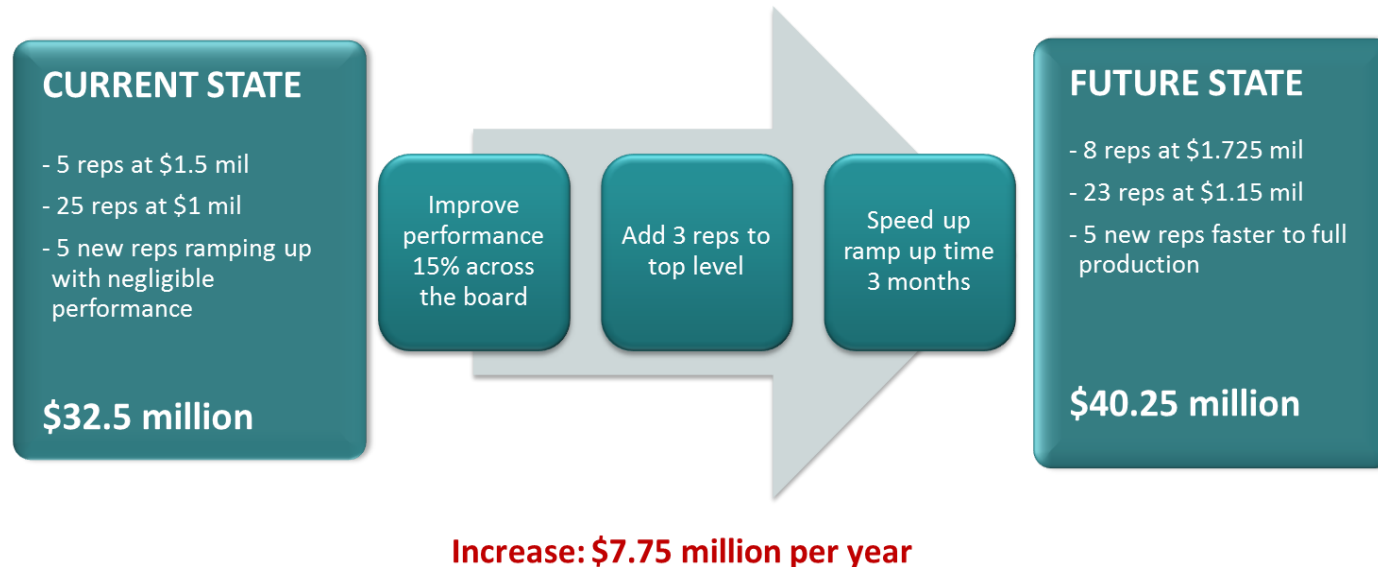 CURRENT STATE
- 5 reps at $1.5 mil
- 25 reps at $1 mil
- 5 new reps ramping up
with negligible
performance
$32.5 million
Improve
performance
15% across
the board
Add 3 reps to
top level
Speed up
ramp up time
3 months
FUTURE STATE
- 8 reps at $1.725 mil
- 23 reps at $1.15 mil
- 5 new reps faster to full
production
$40.25 million
Increase: $7.75 million per year